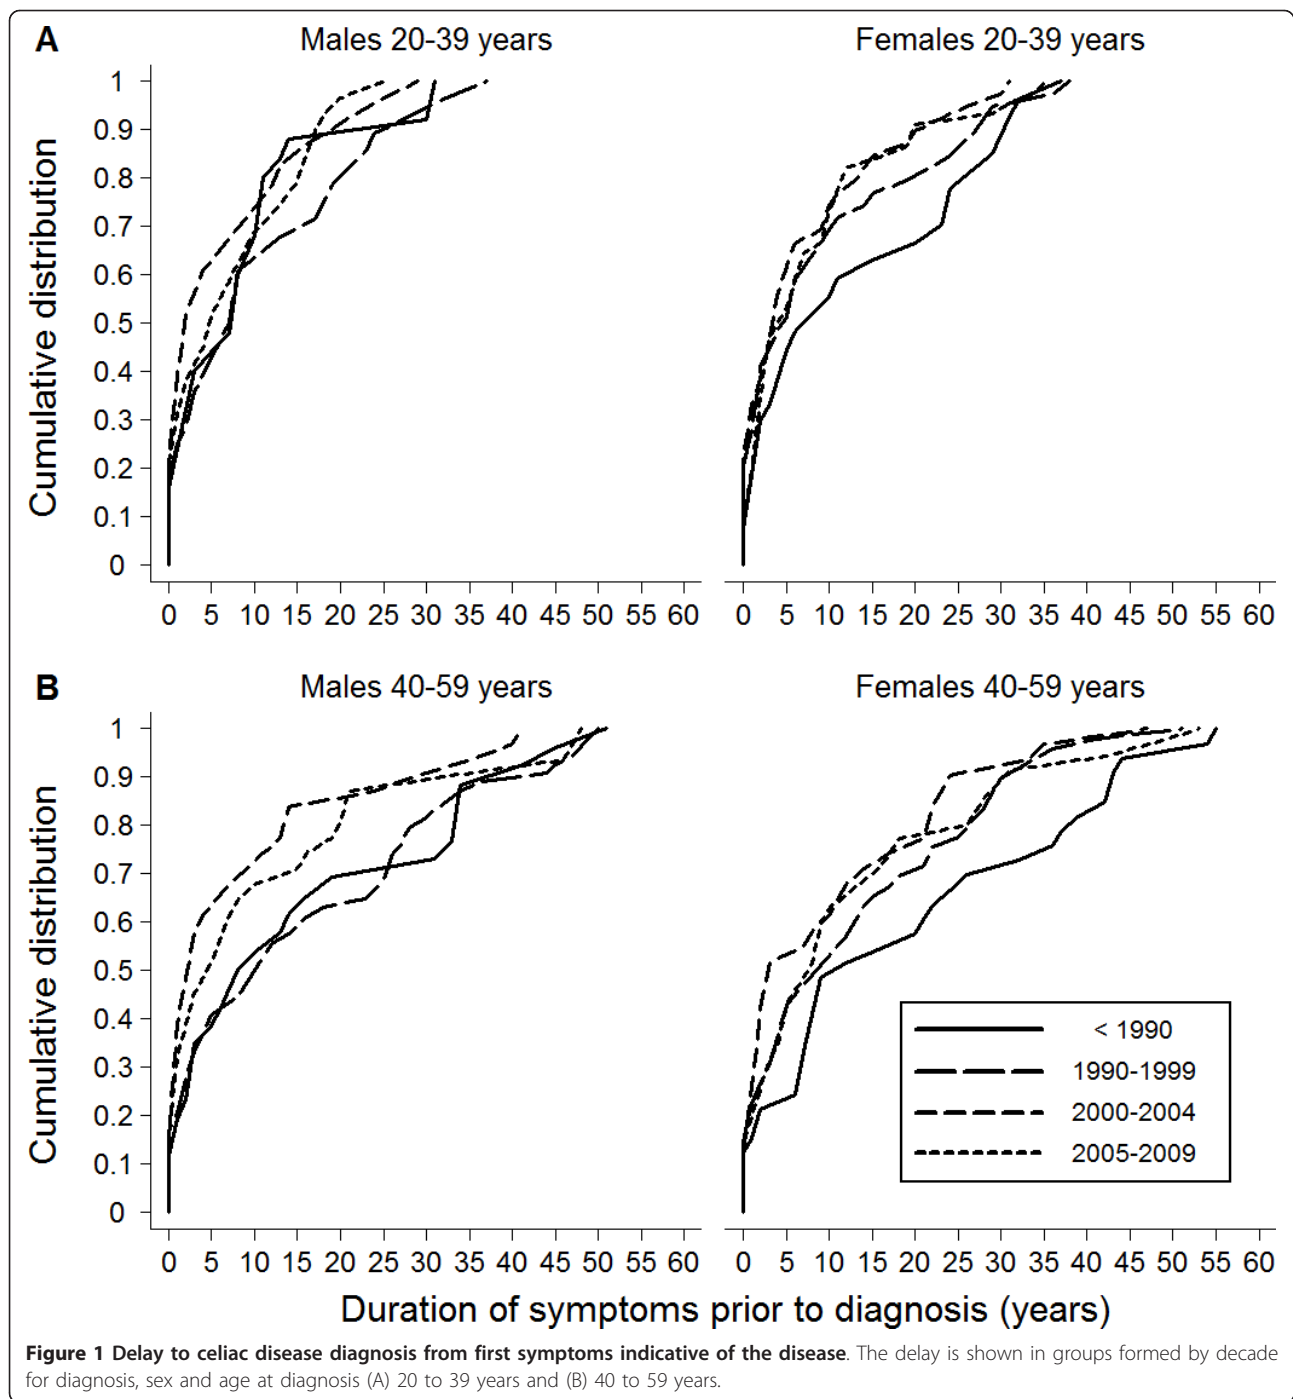 A
Males 20-39 years
Females 20-39 years
Cumulative distribution
1
0.9
0.8
0.7
0.6
0.5
0.4
0.3
0.2
0.1
0
0 5 10 15 20 25 30 35 40 45 50 55 60
0 5 10 15 20 25 30 35 40 45 50 55 60
B
Males 40-59 years
Females 40-59 years
Cumulative distribution
1
0.9
0.8
0.7
0.6
0.5
0.4
0.3
0.2
0.1
0
< 1990
1990-1999
2000-2004
2005-2009
0 5 10 15 20 25 30 35 40 45 50 55 60
0 5 10 15 20 25 30 35 40 45 50 55 60
Duration of symptoms prior to diagnosis (years)
Figure 1 Delay to celiac disease diagnosis from first symptoms indicative of the disease. The delay is shown in groups formed by decade
for diagnosis, sex and age at diagnosis (A) 20 to 39 years and (B) 40 to 59 years.